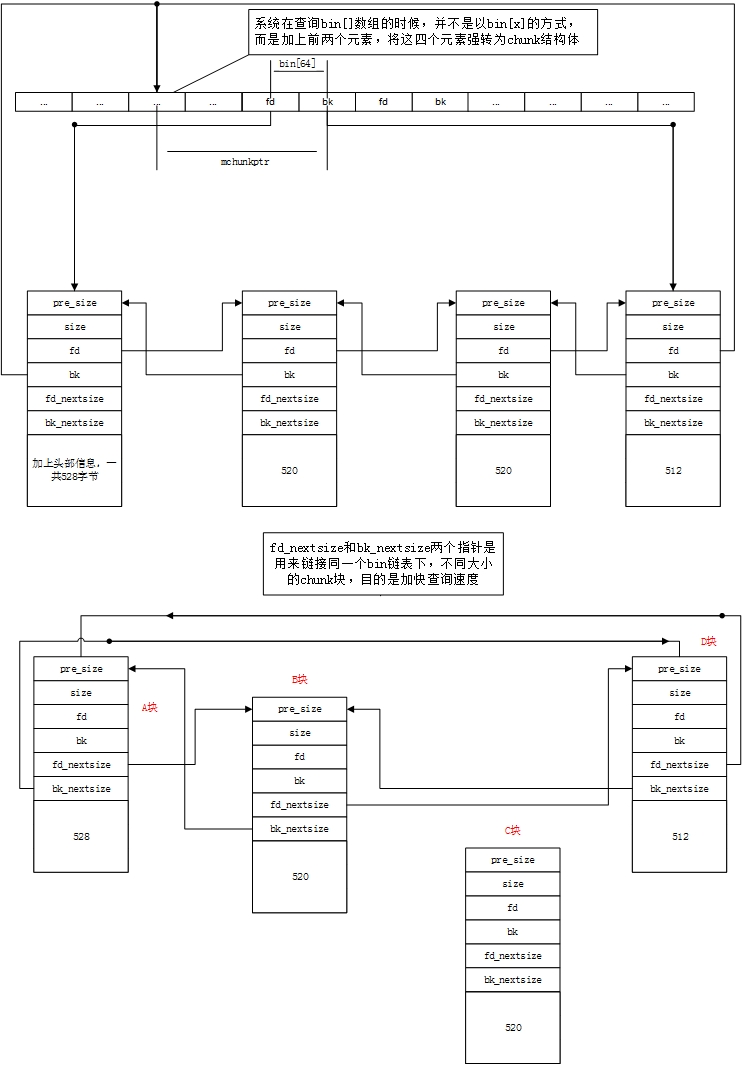 系统在查询bin[]数组的时候，并不是以bin[x]的方式，
而是加上前两个元素，将这四个元素强转为chunk结构体
bin[64]
... ... ... ... fd bk fd bk ... ... ... ...
mchunkptr
pre_size
size
fd
bk
fd_nextsize
bk_nextsize
加上头部信息，一
共528字节
pre_size
size
fd
bk
fd_nextsize
bk_nextsize
520
pre_size
size
fd
bk
fd_nextsize
bk_nextsize
520
pre_size
size
fd
bk
fd_nextsize
bk_nextsize
512
fd_nextsize和bk_nextsize两个指针是
用来链接同一个bin链表下，不同大小
的chunk块，目的是加快查询速度
A块
pre_size
size
fd
bk
fd_nextsize
bk_nextsize
528
B块
pre_size
size
fd
bk
fd_nextsize
bk_nextsize
520
C块
pre_size
size
fd
bk
fd_nextsize
bk_nextsize
520
D块
pre_size
size
fd
bk
fd_nextsize
bk_nextsize
512